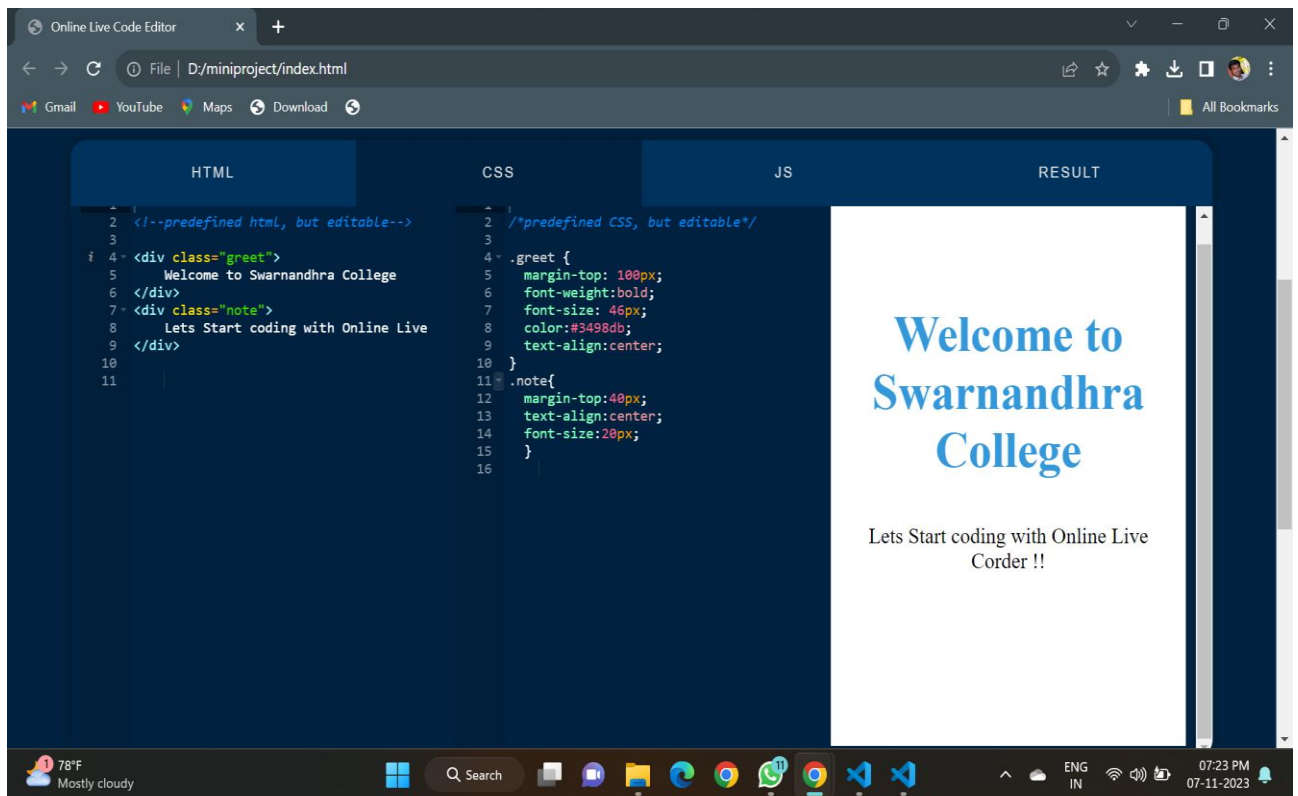 Online Live Code Editor
File | D:/miniproject/index.html
Gmail YouTube Maps Download All Bookmarks
HTML CSS JS RESULT
1
2 <!--predefined html, but editable-->
3
i 4 <div class="greet">
5 Welcome to Swarnandhra College
6 </div>
7 <div class="note">
8 Lets Start coding with Online Live
9 </div>
10
11
1
2 /*predefined CSS, but editable*/
3
4 .greet {
5 margin-top: 100px;
6 font-weight:bold;
7 font-size: 46px;
8 color:#3498db;
9 text-align:center;
10 }
11 .note{
12 margin-top:40px;
13 text-align:center;
14 font-size:20px;
15 }
16
Welcome to
Swarnandhra
College
Lets Start coding with Online Live
Corder !!
1
78°F
Mostly cloudy
Search
11
ENG
IN
07:23 PM
07-11-2023